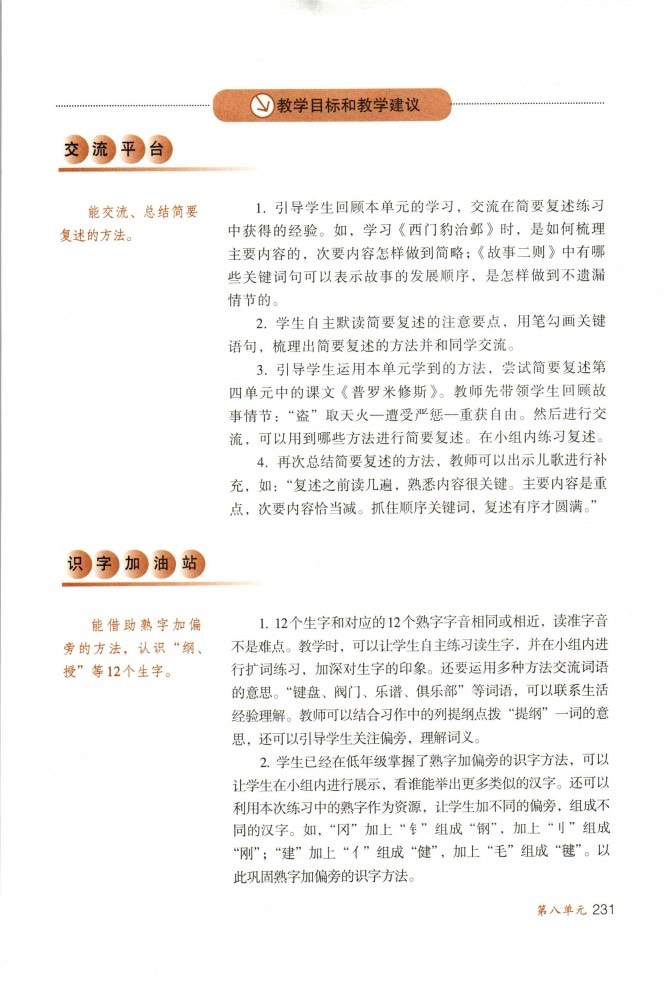 教学目标和教学建议
交流平台
能交流、总结简要
复述的方法。
1. 引导学生回顾本单元的学习，交流在简要复述练习
中获得的经验。如，学习《西门豹治邺》时，是如何梳理
主要内容的，次要内容怎样做到简略；《故事二则》中有哪
些关键词句可以表示故事的发展顺序，是怎样做到不遗漏
情节的。
2. 学生自主默读简要复述的注意要点，用笔勾画关键
语句，梳理出简要复述的方法并和同学交流。
3. 引导学生运用本单元学到的方法，尝试简要复述第
四单元中的课文《普罗米修斯》。教师先带领学生回顾故
事情节：“盗”取天火—遭受严惩—重获自由。然后进行交
流，可以用到哪些方法进行简要复述。在小组内练习复述。
4. 再次总结简要复述的方法，教师可以出示儿歌进行补
充，如：“复述之前读几遍，熟悉内容很关键。主要内容是重
点，次要内容恰当减。抓住顺序关键词，复述有序才圆满。”
识字加油站
能借助熟字加偏
旁的方法，认识“纲、
授”等12个生字。
1. 12个生字和对应的12个熟字字音相同或相近，读准字音
不是难点。教学时，可以让学生自主练习读生字，并在小组内进
行扩词练习，加深对生字的印象。还要运用多种方法交流词语
的意思。“键盘、阀门、乐谱、俱乐部”等词语，可以联系生活
经验理解。教师可以结合习作中的列提纲点拨“提纲”一词的意
思，还可以引导学生关注偏旁，理解词义。
2. 学生已经在低年级掌握了熟字加偏旁的识字方法，可以
让学生在小组内进行展示，看谁能举出更多类似的汉字。还可以
利用本次练习中的熟字作为资源，让学生加不同的偏旁，组成不
同的汉字。如，“冈”加上“钅”组成“钢”，加上“刂”组成
“刚”；“建”加上“亻”组成“健”，加上“毛”组成“毽”。以
此巩固熟字加偏旁的识字方法。
第八单元 231